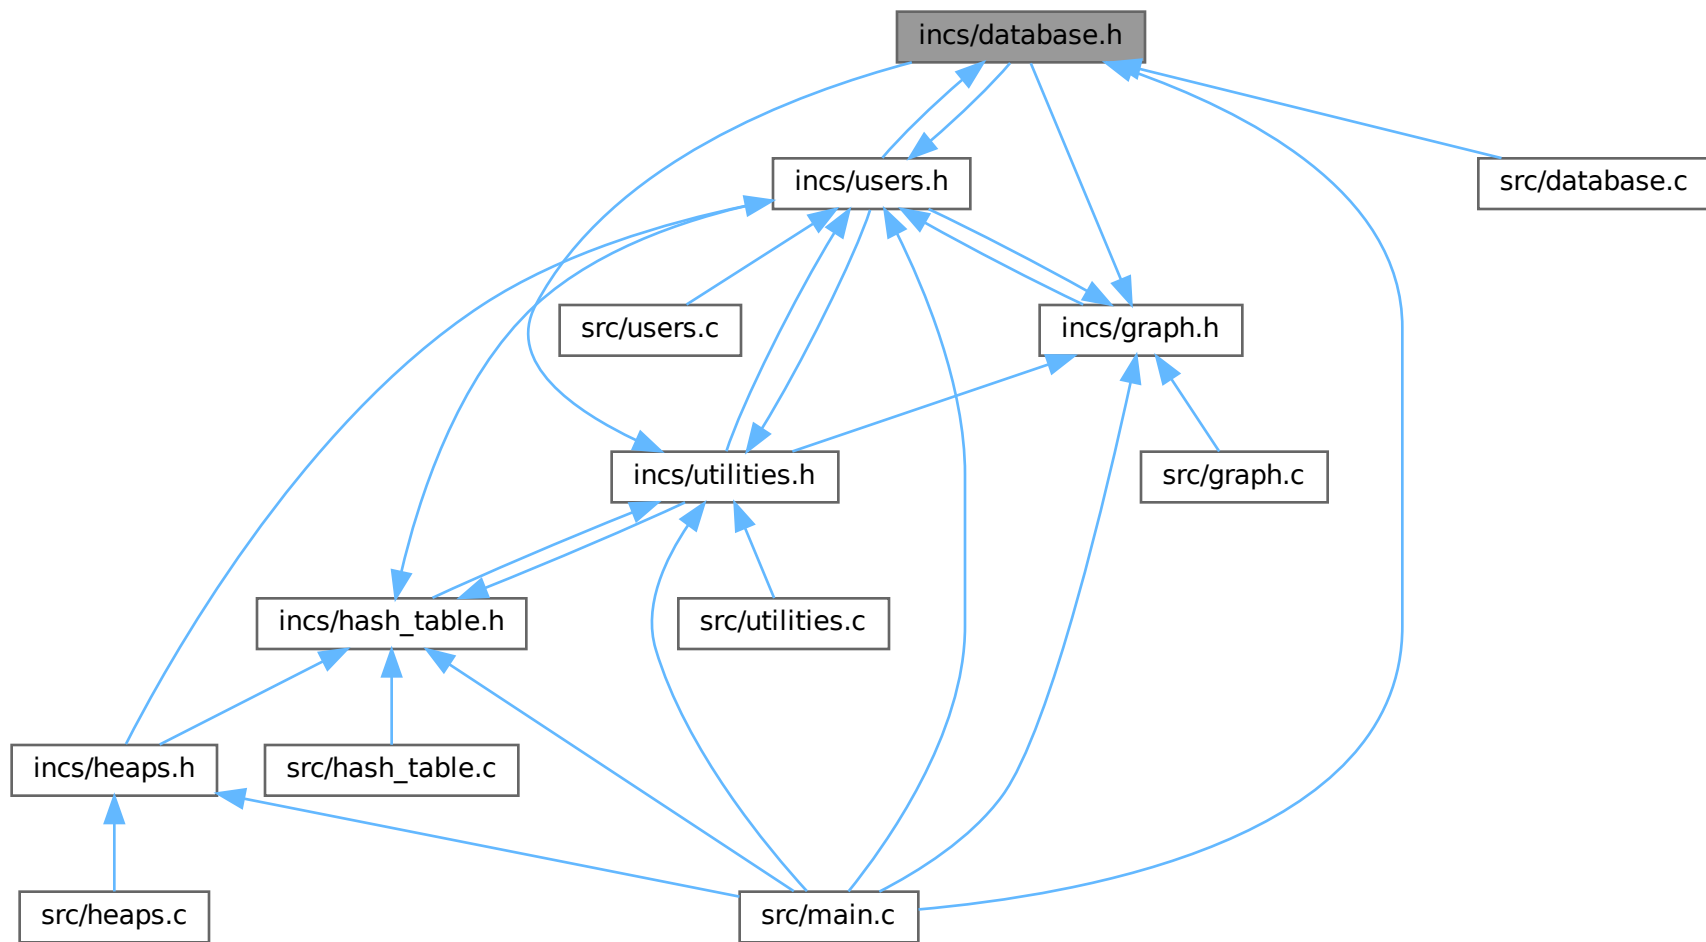 incs/database.h
incs/users.h
src/database.c
src/users.c
incs/graph.h
incs/utilities.h
src/graph.c
incs/hash_table.h
src/utilities.c
incs/heaps.h
src/hash_table.c
src/heaps.c
src/main.c